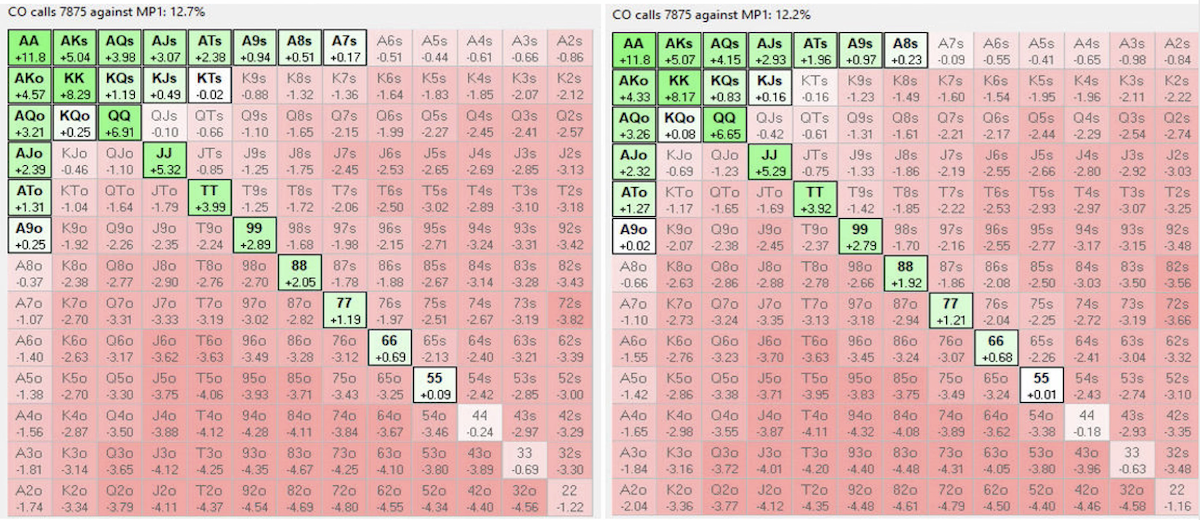 CO calls 7875 against MP1: 12.7%
AA AKs AQs AJs ATs A9s A8s A7s A6s A5s A4s A3s A2s
+11.8 +5.04 +3.98 +3.07 +2.38 +0.94 +0.51 +0.17 -0.51 -0.44 -0.61 -0.66 -0.86
AKo KK KQs KJs KTs K9s K8s K7s K6s K5s K4s K3s K2s
+4.57 +8.29 +1.19 +0.49 -0.02 -0.88 -1.32 -1.36 -1.64 -1.83 -1.85 -2.07 -2.12
AQo KQo QQ QJs QTs Q9s Q8s Q7s Q6s Q5s Q4s Q3s Q2s
+3.21 +0.25 +6.91 -0.10 -0.66 -1.10 -1.65 -2.15 -1.99 -2.27 -2.45 -2.41 -2.57
AJo KJo QJo JJ JTs J9s J8s J7s J6s J5s J4s J3s J2s
+2.39 -0.46 -1.10 +5.32 -0.85 -1.25 -1.75 -2.45 -2.53 -2.65 -2.69 -2.85 -3.13
ATo KTo QTo JTo TT T9s T8s T7s T6s T5s T4s T3s T2s
+1.31 -1.04 -1.64 -1.79 +3.99 -1.25 -1.72 -2.06 -2.50 -3.02 -2.89 -3.10 -3.18
A9o K9o Q9o J9o T9o 99 98s 97s 96s 95s 94s 93s 92s
+0.25 -1.92 -2.26 -2.35 -2.24 +2.89 -1.68 -1.98 -2.15 -2.71 -3.24 -3.31 -3.42
A8o K8o Q8o J8o T8o 98o 88 87s 86s 85s 84s 83s 82s
-0.37 -2.38 -2.77 -2.90 -2.76 -2.70 +2.05 -1.78 -1.88 -2.67 -3.14 -3.28 -3.43
A7o K7o Q7o J7o T7o 97o 87o 77 76s 75s 74s 73s 72s
-1.07 -2.70 -3.31 -3.33 -3.19 -3.02 -2.82 +1.19 -1.97 -2.51 -2.67 -3.19 -3.82
A6o K6o Q6o J6o T6o 96o 86o 76o 66 65s 64s 63s 62s
-1.40 -2.63 -3.17 -3.62 -3.63 -3.49 -3.28 -3.12 +0.69 -2.13 -2.40 -3.21 -3.39
A5o K5o Q5o J5o T5o 95o 85o 75o 65o 55 54s 53s 52s
-1.38 -2.70 -3.30 -3.75 -4.06 -3.93 -3.71 -3.43 -3.25 +0.09 -2.42 -2.85 -3.00
A4o K4o Q4o J4o T4o 94o 84o 74o 64o 54o 44 43s 42s
-1.56 -2.87 -3.50 -3.88 -4.12 -4.28 -4.11 -3.84 -3.67 -3.46 -0.24 -2.97 -3.29
A3o K3o Q3o J3o T3o 93o 83o 73o 63o 53o 43o 33 32s
-1.81 -3.14 -3.65 -4.12 -4.25 -4.35 -4.67 -4.25 -4.10 -3.80 -3.89 -0.69 -3.30
A2o K2o Q2o J2o T2o 92o 82o 72o 62o 52o 42o 32o 22
-1.74 -3.34 -3.79 -4.11 -4.37 -4.54 -4.69 -4.80 -4.55 -4.34 -4.40 -4.56 -1.22
CO calls 7875 against MP1: 12.2%
AA AKs AQs AJs ATs A9s A8s A7s A6s A5s A4s A3s A2s
+11.8 +5.07 +4.15 +2.93 +1.96 +0.97 +0.23 -0.09 -0.55 -0.41 -0.65 -0.98 -0.84
AKo KK KQs KJs KTs K9s K8s K7s K6s K5s K4s K3s K2s
+4.33 +8.17 +0.83 +0.16 -0.16 -1.23 -1.49 -1.60 -1.54 -1.95 -1.96 -2.11 -2.22
AQo KQo QQ QJs QTs Q9s Q8s Q7s Q6s Q5s Q4s Q3s Q2s
+3.26 +0.08 +6.65 -0.42 -0.61 -1.31 -1.61 -2.21 -2.17 -2.44 -2.29 -2.54 -2.74
AJo KJo QJo JJ JTs J9s J8s J7s J6s J5s J4s J3s J2s
+2.32 -0.69 -1.23 +5.29 -0.75 -1.33 -1.86 -2.19 -2.55 -2.66 -2.80 -2.92 -3.03
ATo KTo QTo JTo TT T9s T8s T7s T6s T5s T4s T3s T2s
+1.27 -1.17 -1.65 -1.69 +3.92 -1.42 -1.85 -2.22 -2.53 -2.93 -2.97 -3.07 -3.25
A9o K9o Q9o J9o T9o 99 98s 97s 96s 95s 94s 93s 92s
+0.02 -2.07 -2.38 -2.45 -2.37 +2.79 -1.70 -2.16 -2.55 -2.77 -3.17 -3.15 -3.48
A8o K8o Q8o J8o T8o 98o 88 87s 86s 85s 84s 83s 82s
-0.66 -2.63 -2.86 -2.88 -2.78 -2.66 +1.92 -1.86 -2.08 -2.50 -3.03 -3.50 -3.56
A7o K7o Q7o J7o T7o 97o 87o 77 76s 75s 74s 73s 72s
-1.10 -2.73 -3.24 -3.35 -3.13 -3.18 -2.94 +1.21 -2.04 -2.25 -2.72 -3.19 -3.66
A6o K6o Q6o J6o T6o 96o 86o 76o 66 65s 64s 63s 62s
-1.55 -2.76 -3.23 -3.70 -3.63 -3.45 -3.24 -3.07 +0.68 -2.26 -2.41 -3.04 -3.32
A5o K5o Q5o J5o T5o 95o 85o 75o 65o 55 54s 53s 52s
-1.42 -2.86 -3.38 -3.71 -3.95 -3.83 -3.75 -3.49 -3.24 +0.01 -2.43 -2.74 -3.10
A4o K4o Q4o J4o T4o 94o 84o 74o 64o 54o 44 43s 42s
-1.65 -2.98 -3.55 -3.87 -4.11 -4.32 -4.08 -3.89 -3.62 -3.38 -0.18 -2.93 -3.35
A3o K3o Q3o J3o T3o 93o 83o 73o 63o 53o 43o 33 32s
-1.84 -3.16 -3.72 -4.01 -4.20 -4.40 -4.48 -4.31 -4.05 -3.80 -3.96 -0.63 -3.48
A2o K2o Q2o J2o T2o 92o 82o 72o 62o 52o 42o 32o 22
-2.04 -3.36 -3.77 -4.12 -4.35 -4.48 -4.61 -4.79 -4.50 -4.40 -4.46 -4.58 -1.16